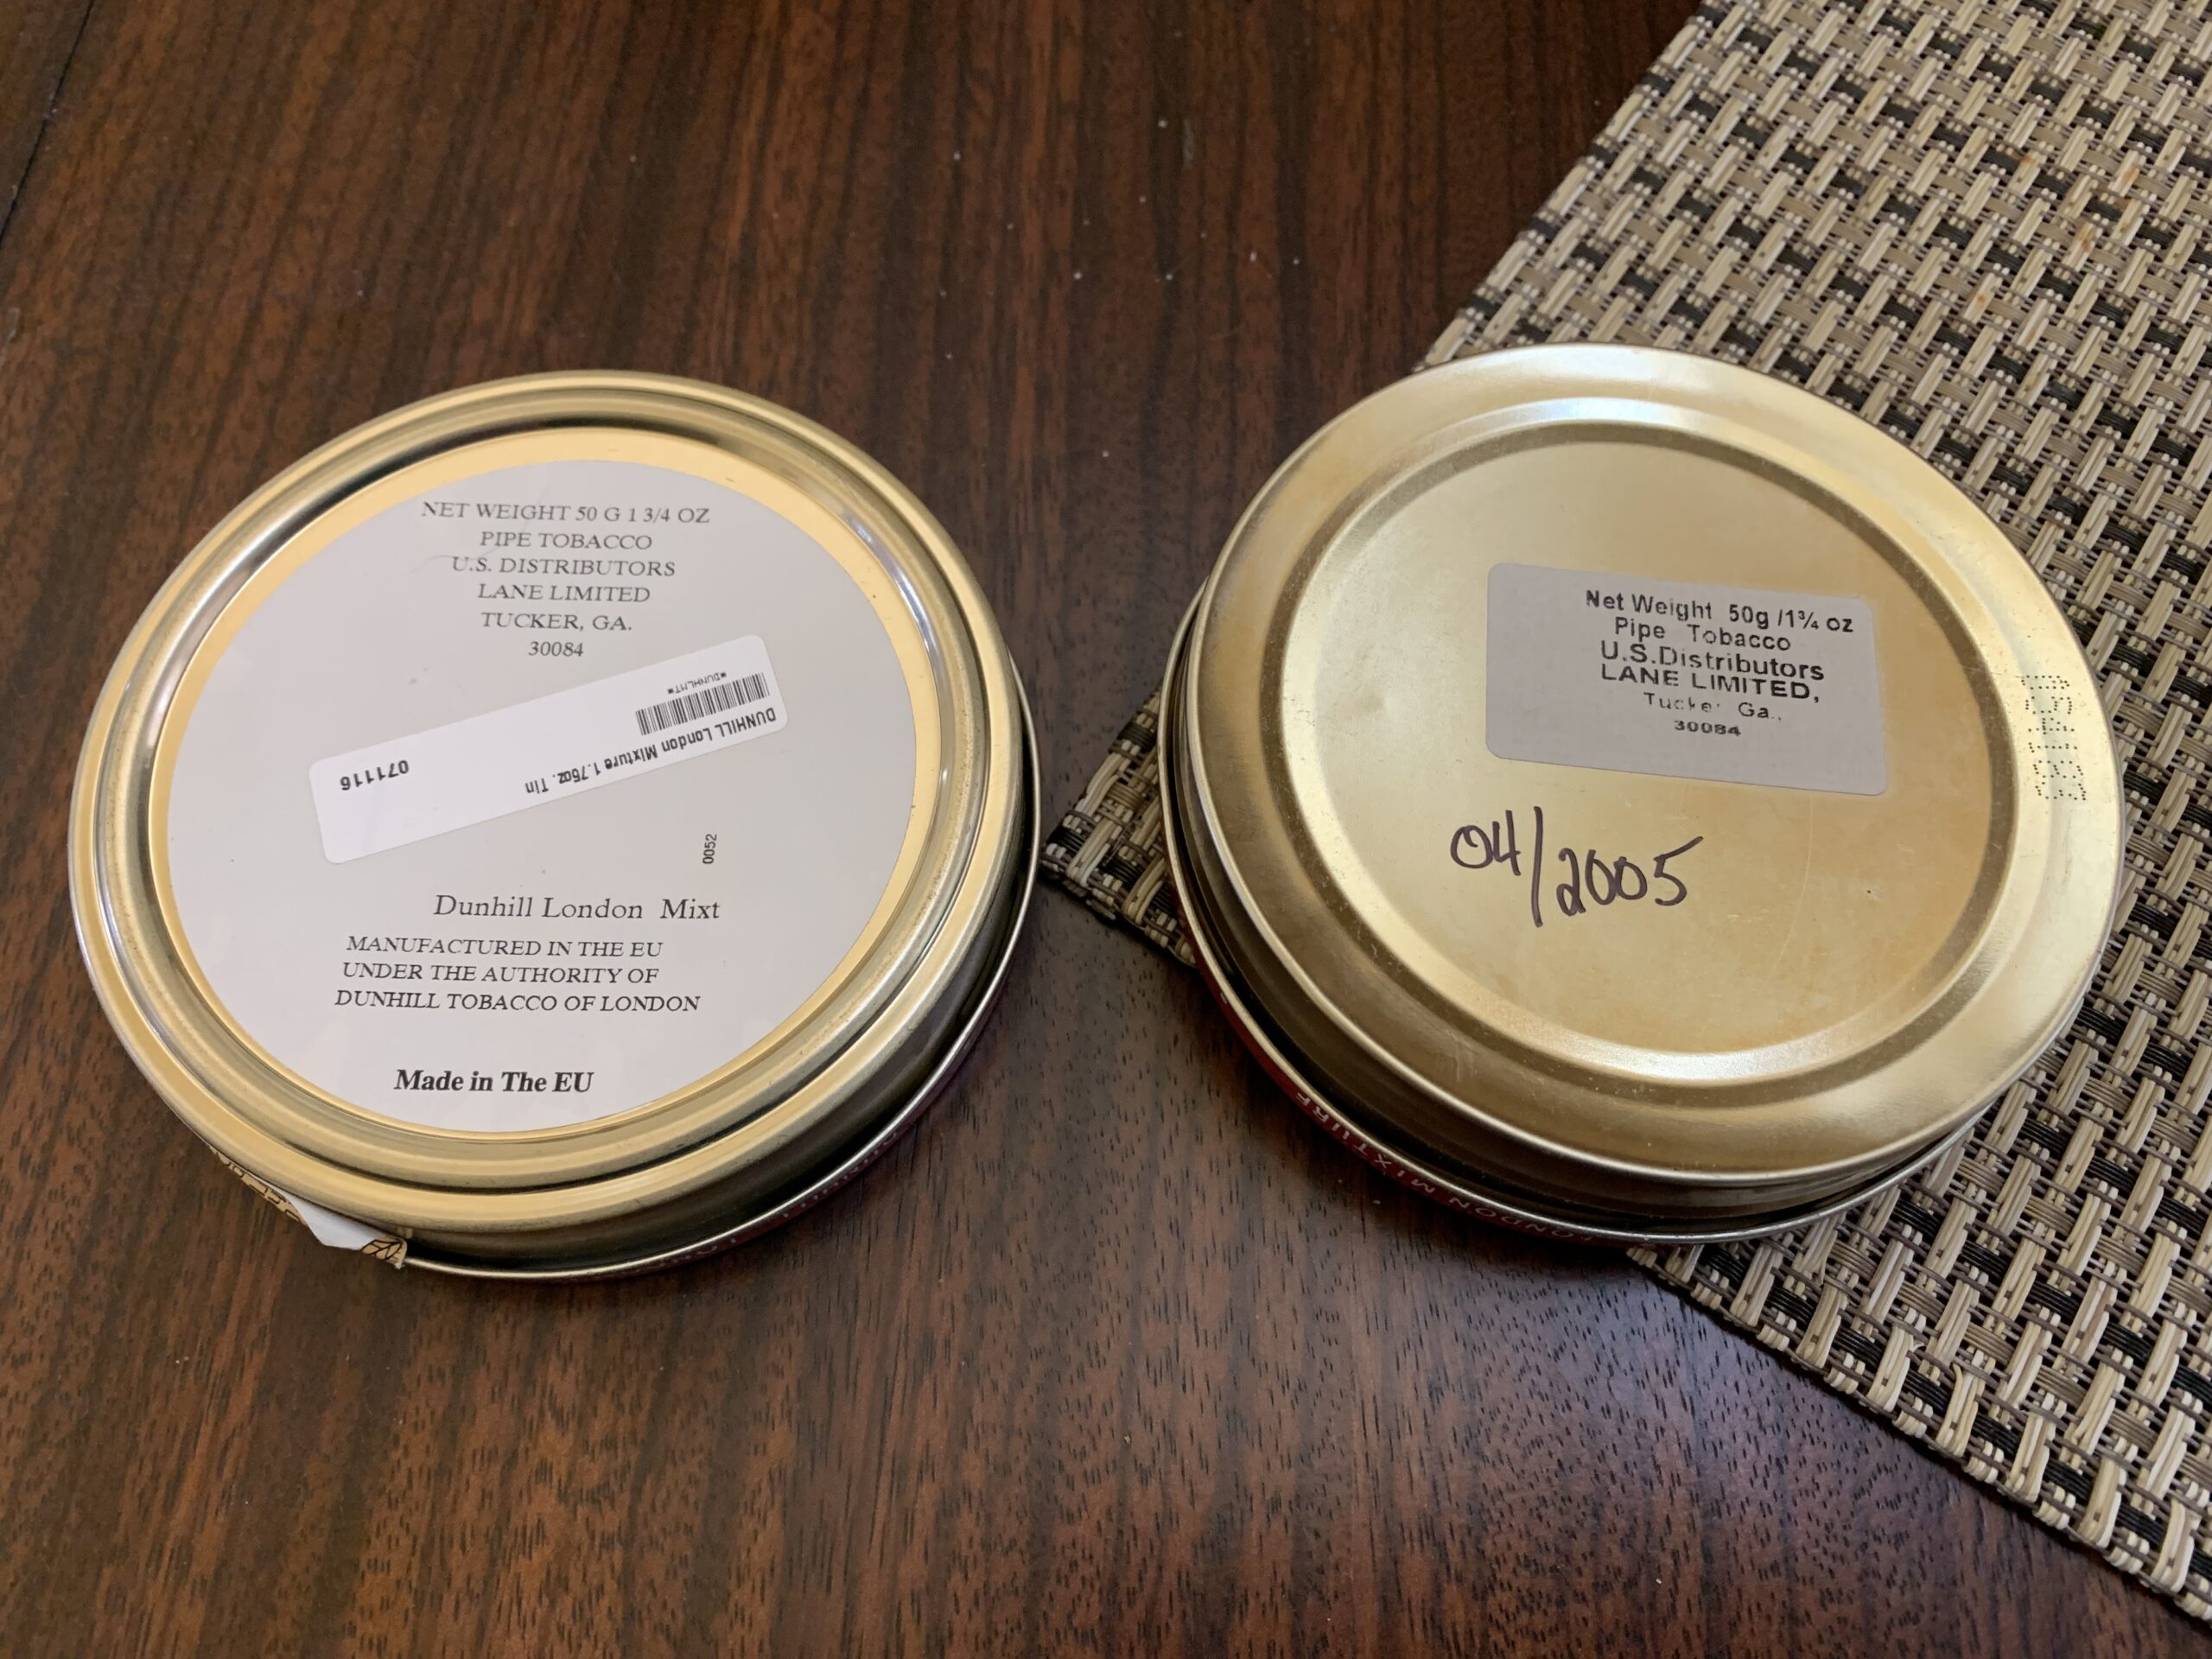 NET WEIGHT 50 G 1 3/4 OZ
PIPE TOBACCO
U.S. DISTRIBUTORS
LANE LIMITED
TUCKER, GA.
30084
DUNHILL London Mixture 1.75oz. Tin
*DUNHLMT*
071116
0052
Dunhill London Mixt
MANUFACTURED IN THE EU
UNDER THE AUTHORITY OF
DUNHILL TOBACCO OF LONDON
Made in The EU
Net Weight 50g /1¾ oz
Pipe Tobacco
U.S.Distributors
LANE LIMITED,
Tucker Ga.,
30084
04/2005
LONDON MIXTURE